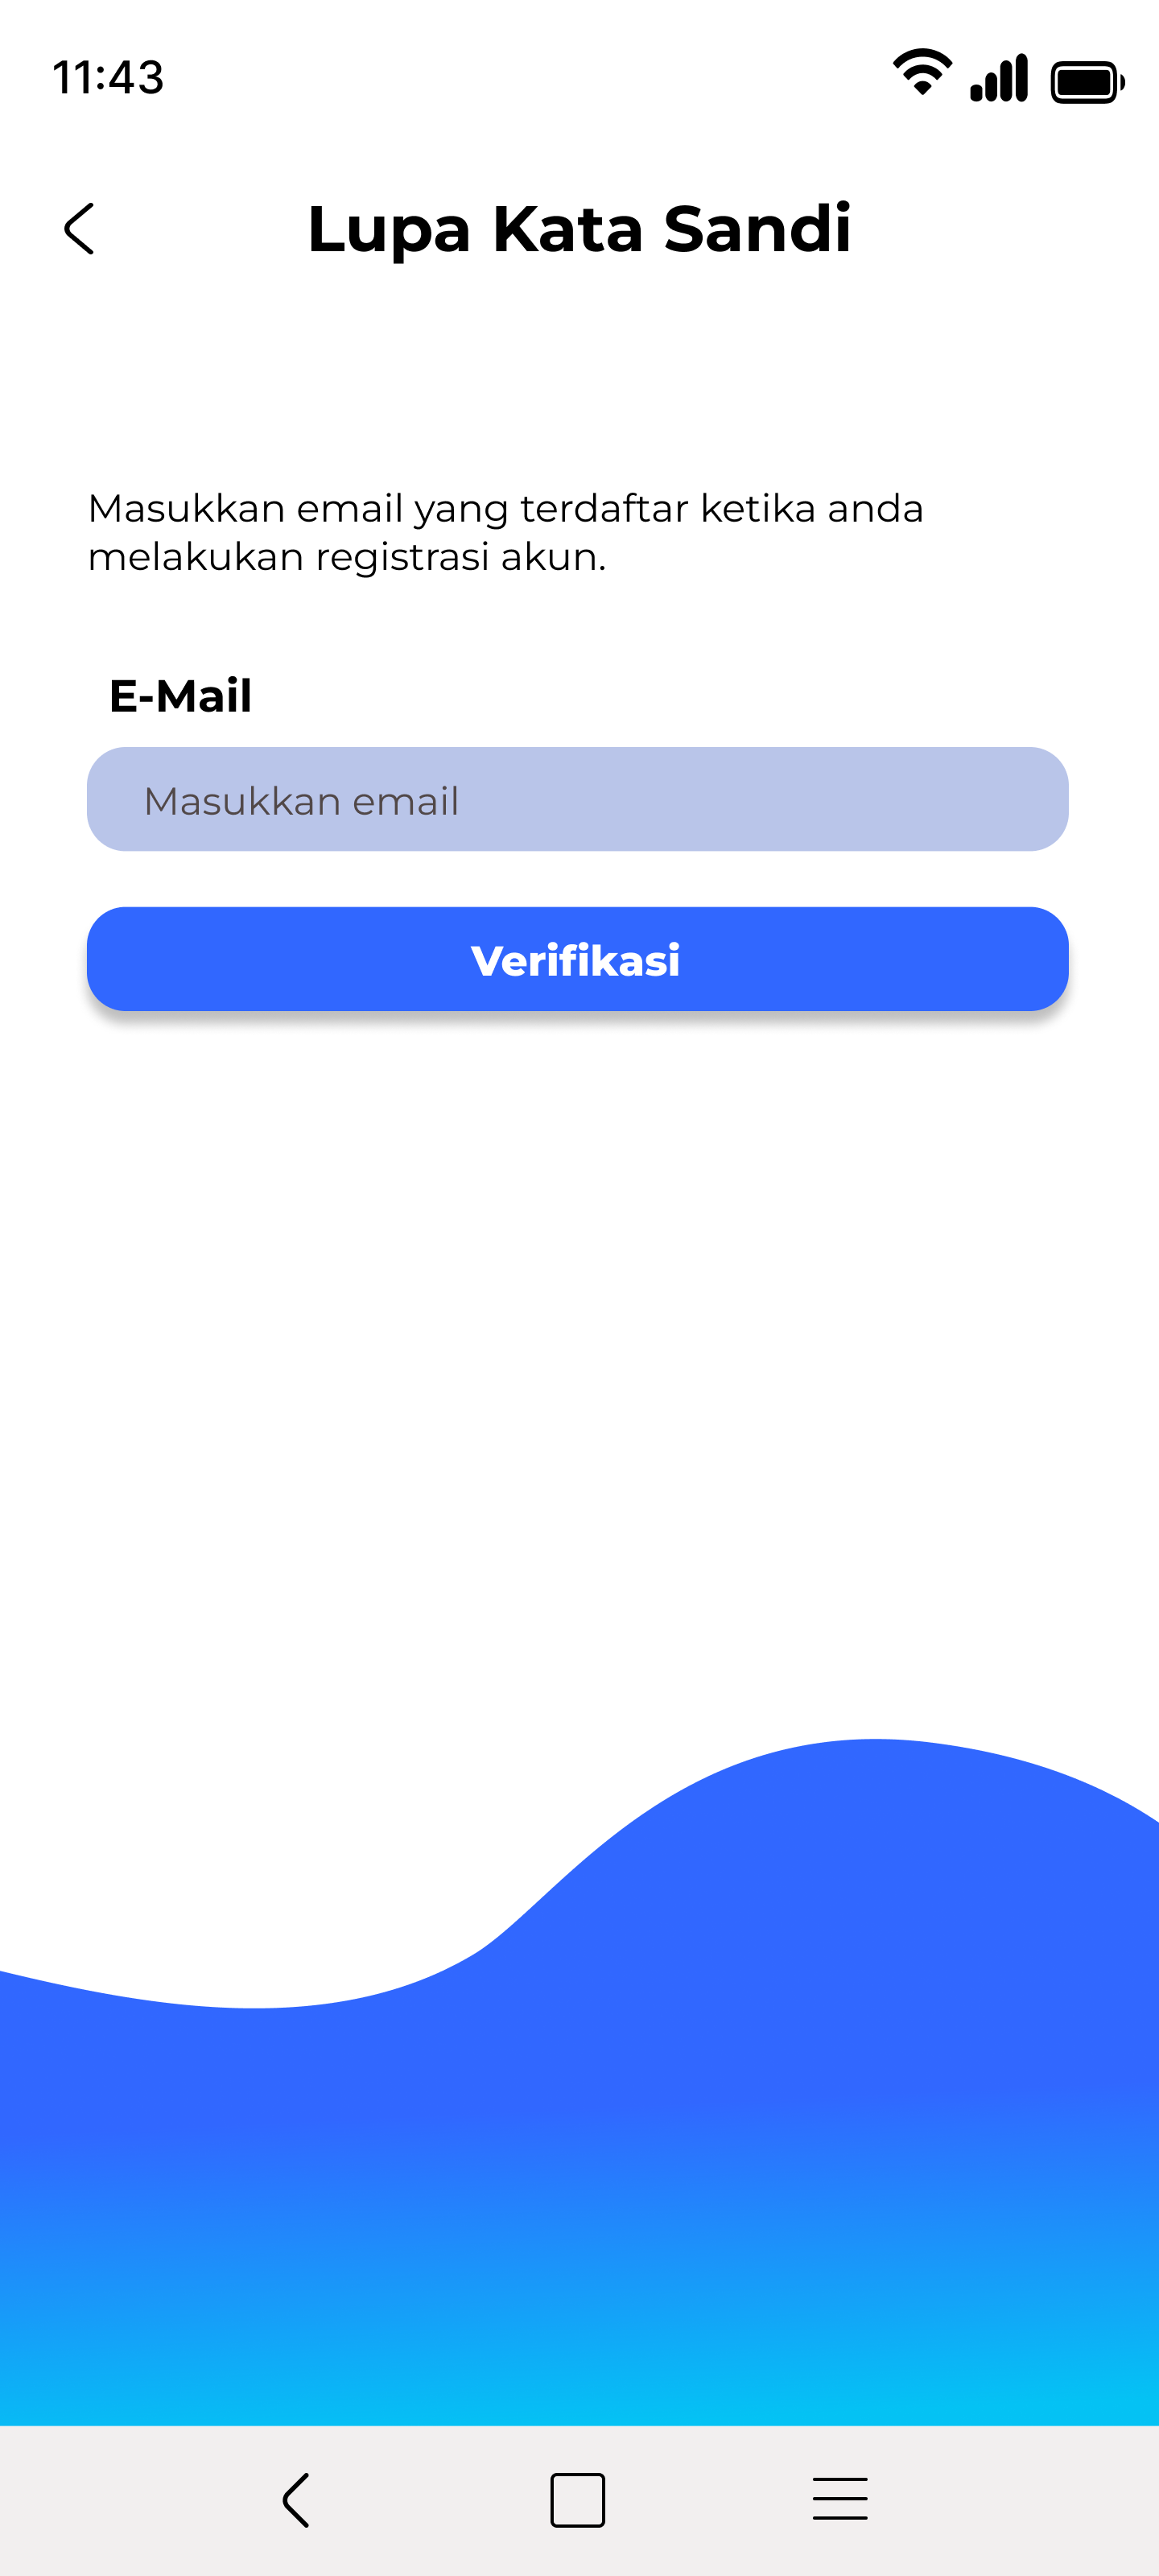 11:43
Lupa Kata Sandi
Masukkan email yang terdaftar ketika anda
melakukan registrasi akun.
E-Mail
Masukkan email
Verifikasi